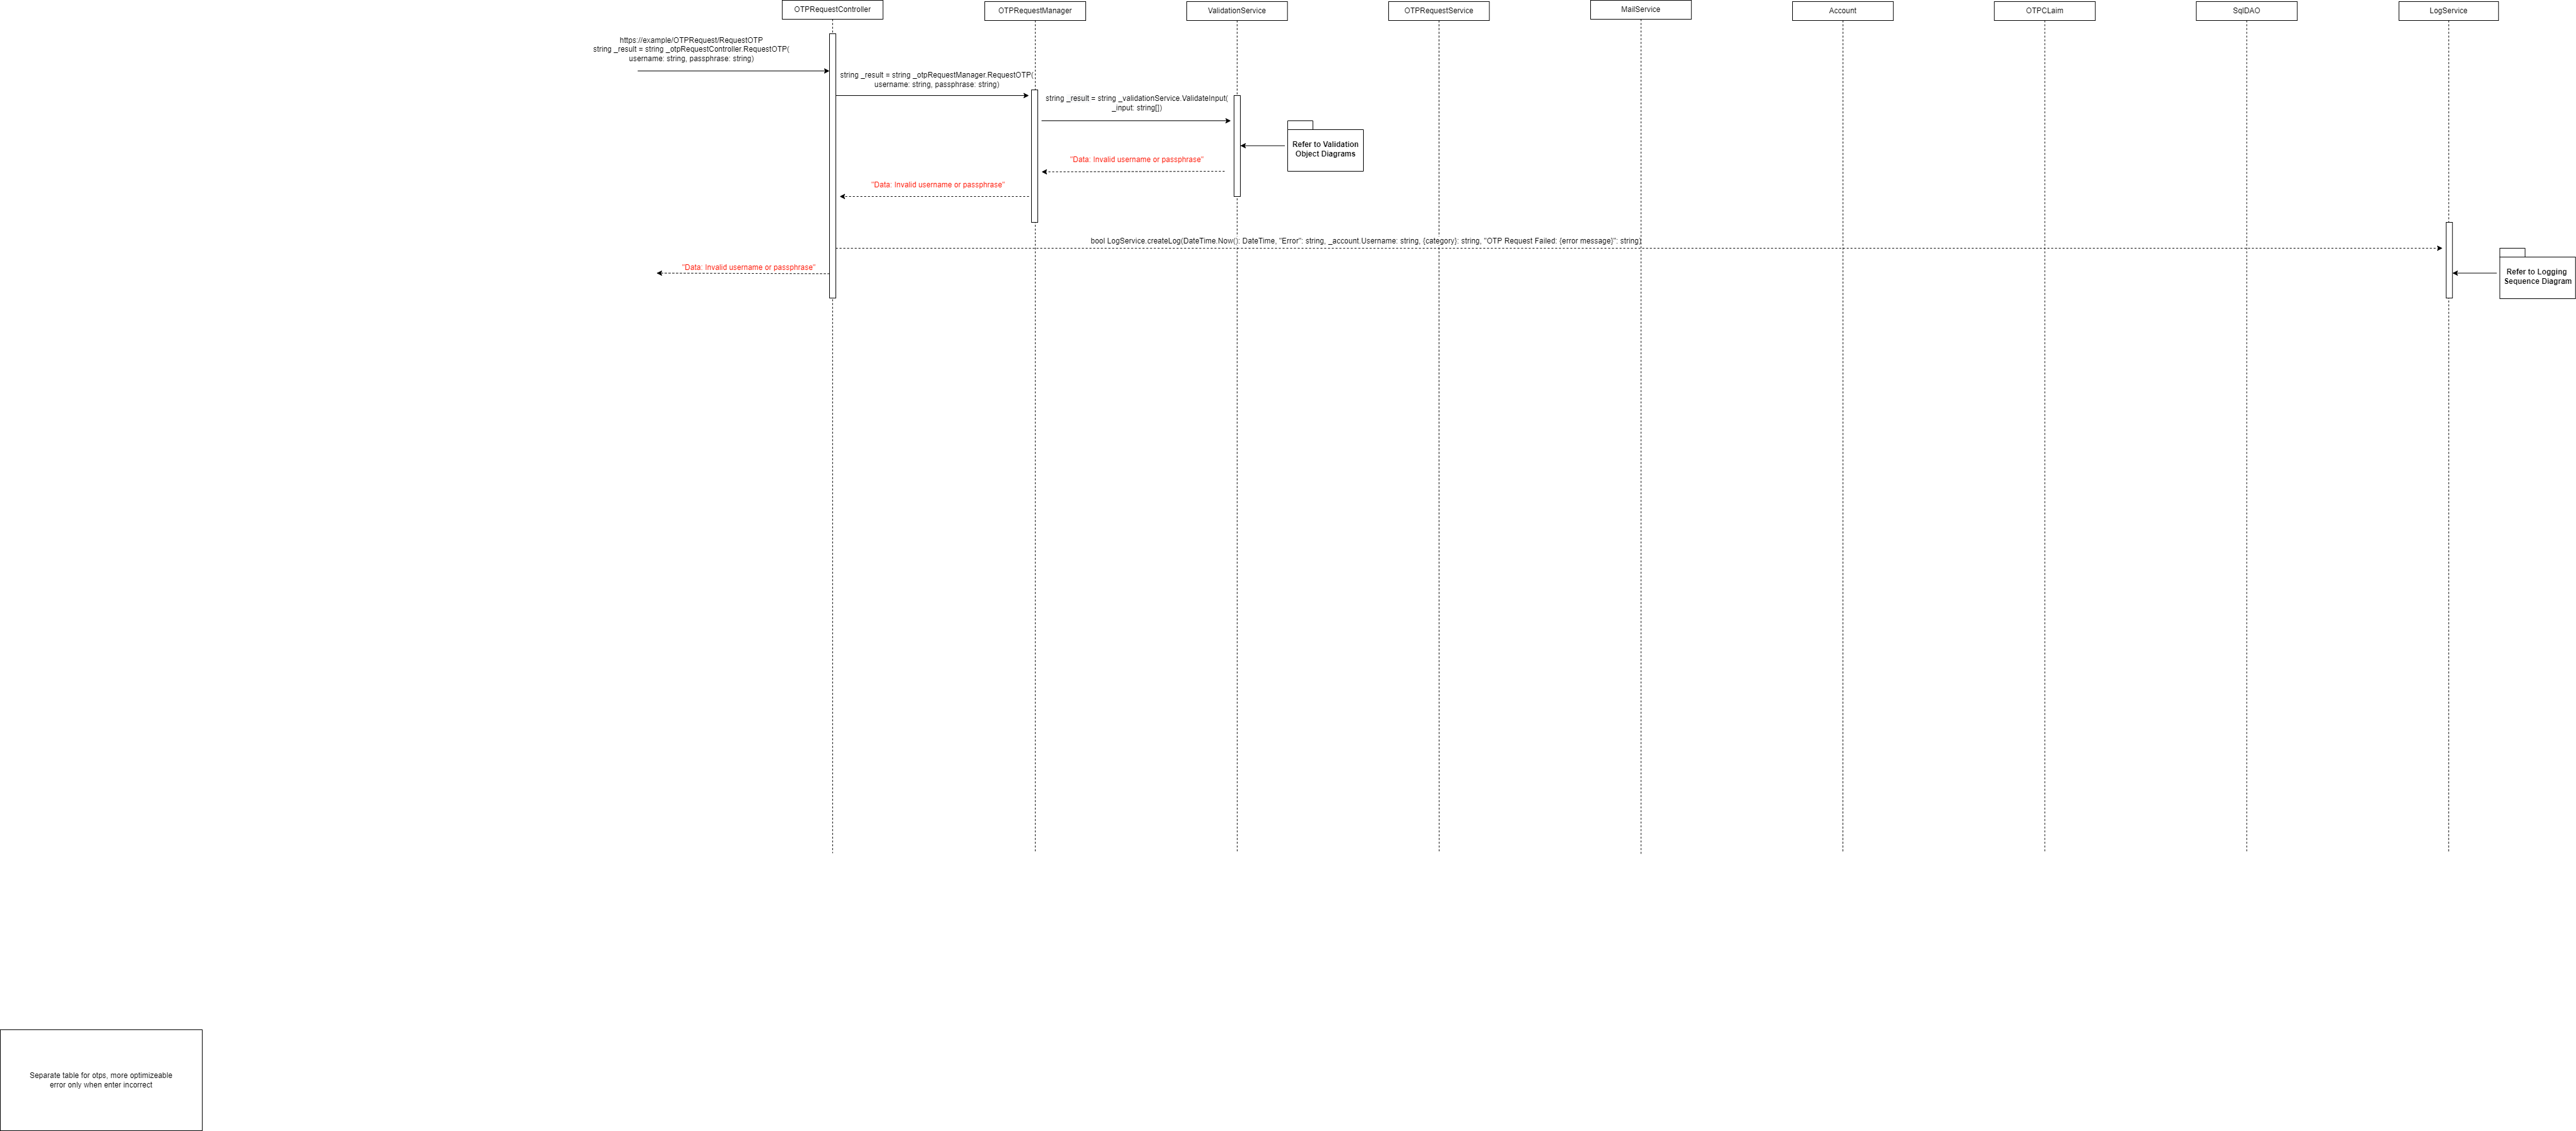 OTPRequestController
OTPRequestManager
ValidationService
OTPRequestService
MailService
Account
OTPCLaim
SqlDAO
LogService
https://example/OTPRequest/RequestOTP
string _result = string _otpRequestController.RequestOTP(
username: string, passphrase: string)
string _result = string _otpRequestManager.RequestOTP(
username: string, passphrase: string)
string _result = string _validationService.ValidateInput(
_input: string[])
Refer to Validation
Object Diagrams
"Data: Invalid username or passphrase"
"Data: Invalid username or passphrase"
bool LogService.createLog(DateTime.Now(): DateTime, "Error": string, _account.Username: string, {category}: string, "OTP Request Failed: {error message}": string)
"Data: Invalid username or passphrase"
Refer to Logging
Sequence Diagram
Separate table for otps, more optimizeable
error only when enter incorrect